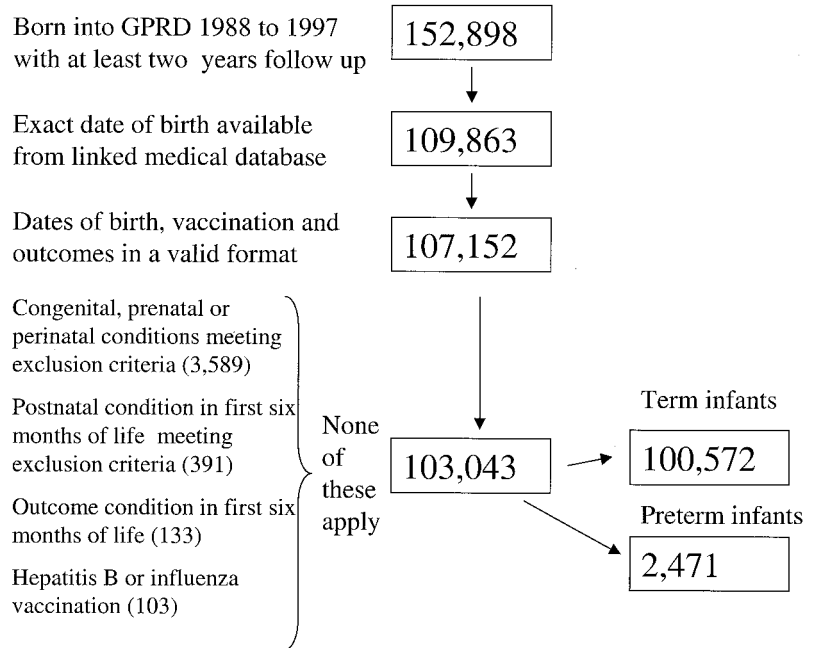 Born into GPRD 1988 to 1997
with at least two years follow up
152,898
Exact date of birth available
from linked medical database
109,863
Dates of birth, vaccination and
outcomes in a valid format
107,152
Congenital, prenatal or
perinatal conditions meeting
exclusion criteria (3,589)
Postnatal condition in first six
months of life meeting
exclusion criteria (391)
Outcome condition in first six
months of life (133)
Hepatitis B or influenza
vaccination (103)
None
of
these
apply
103,043
Term infants
100,572
Preterm infants
2,471